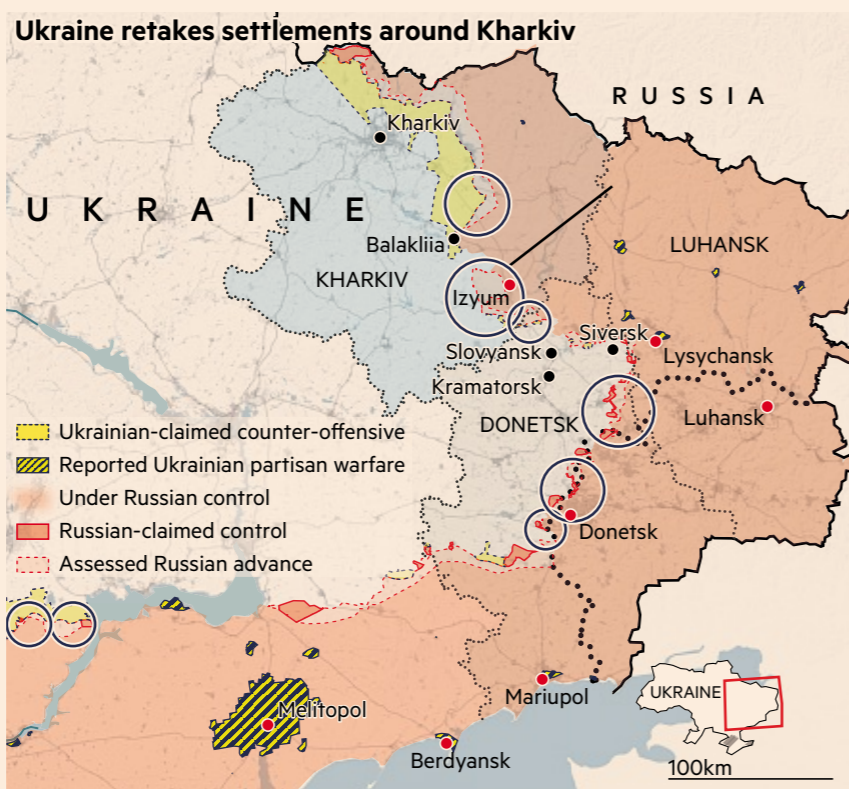 Ukraine retakes settlements around Kharkiv
RUSSIA
Kharkiv
UKRAINE
Balakliia
LUHANSK
KHARKIV
Izyum
Siversk
Slovyansk
Lysychansk
Kramatorsk
DONETSK
Luhansk
Ukrainian-claimed counter-offensive
Reported Ukrainian partisan warfare
Under Russian control
Russian-claimed control
Donetsk
Assessed Russian advance
Mariupol
UKRAINE
Melitopol
Berdyansk
100km